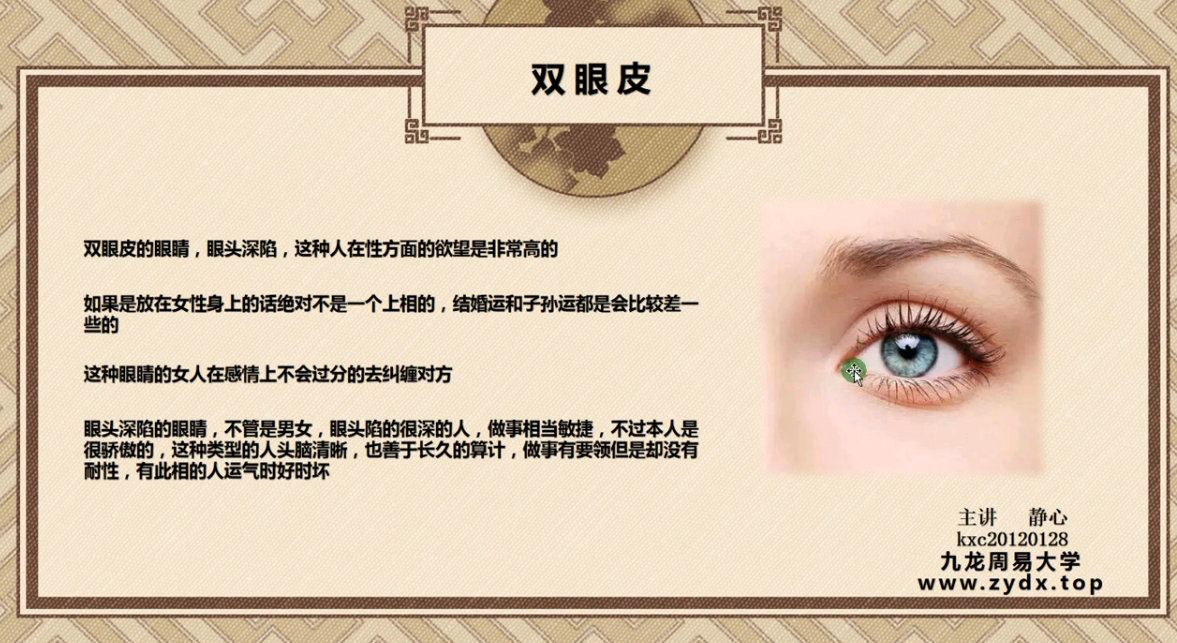 双眼皮
双眼皮的眼睛，眼头深陷，这种人在性方面的欲望是非常高的
如果是放在女性身上的话绝对不是一个上相的，结婚运和子孙运都是会比较差一
些的
这种眼睛的女人在感情上不会过分的去纠缠对方
眼头深陷的眼睛，不管是男女，眼头陷的很深的人，做事相当敏捷，不过本人是
很骄傲的，这种类型的人头脑清晰，也善于长久的算计，做事有要领但是却没有
耐性，有此相的人运气时好时坏
主讲 静心
kxc20120128
九龙周易大学
www.zydx.top